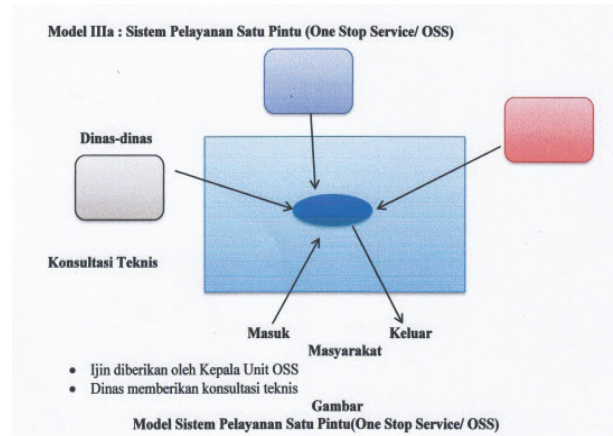 Model IIIa : Sistem Pelayanan Satu Pintu (One Stop Service/ OSS)
Dinas-dinas
Konsultasi Teknis
Masuk
Keluar
Masyarakat
• Ijin diberikan oleh Kepala Unit OSS
• Dinas memberikan konsultasi teknis
Gambar
Model Sistem Pelayanan Satu Pintu(One Stop Service/ OSS)